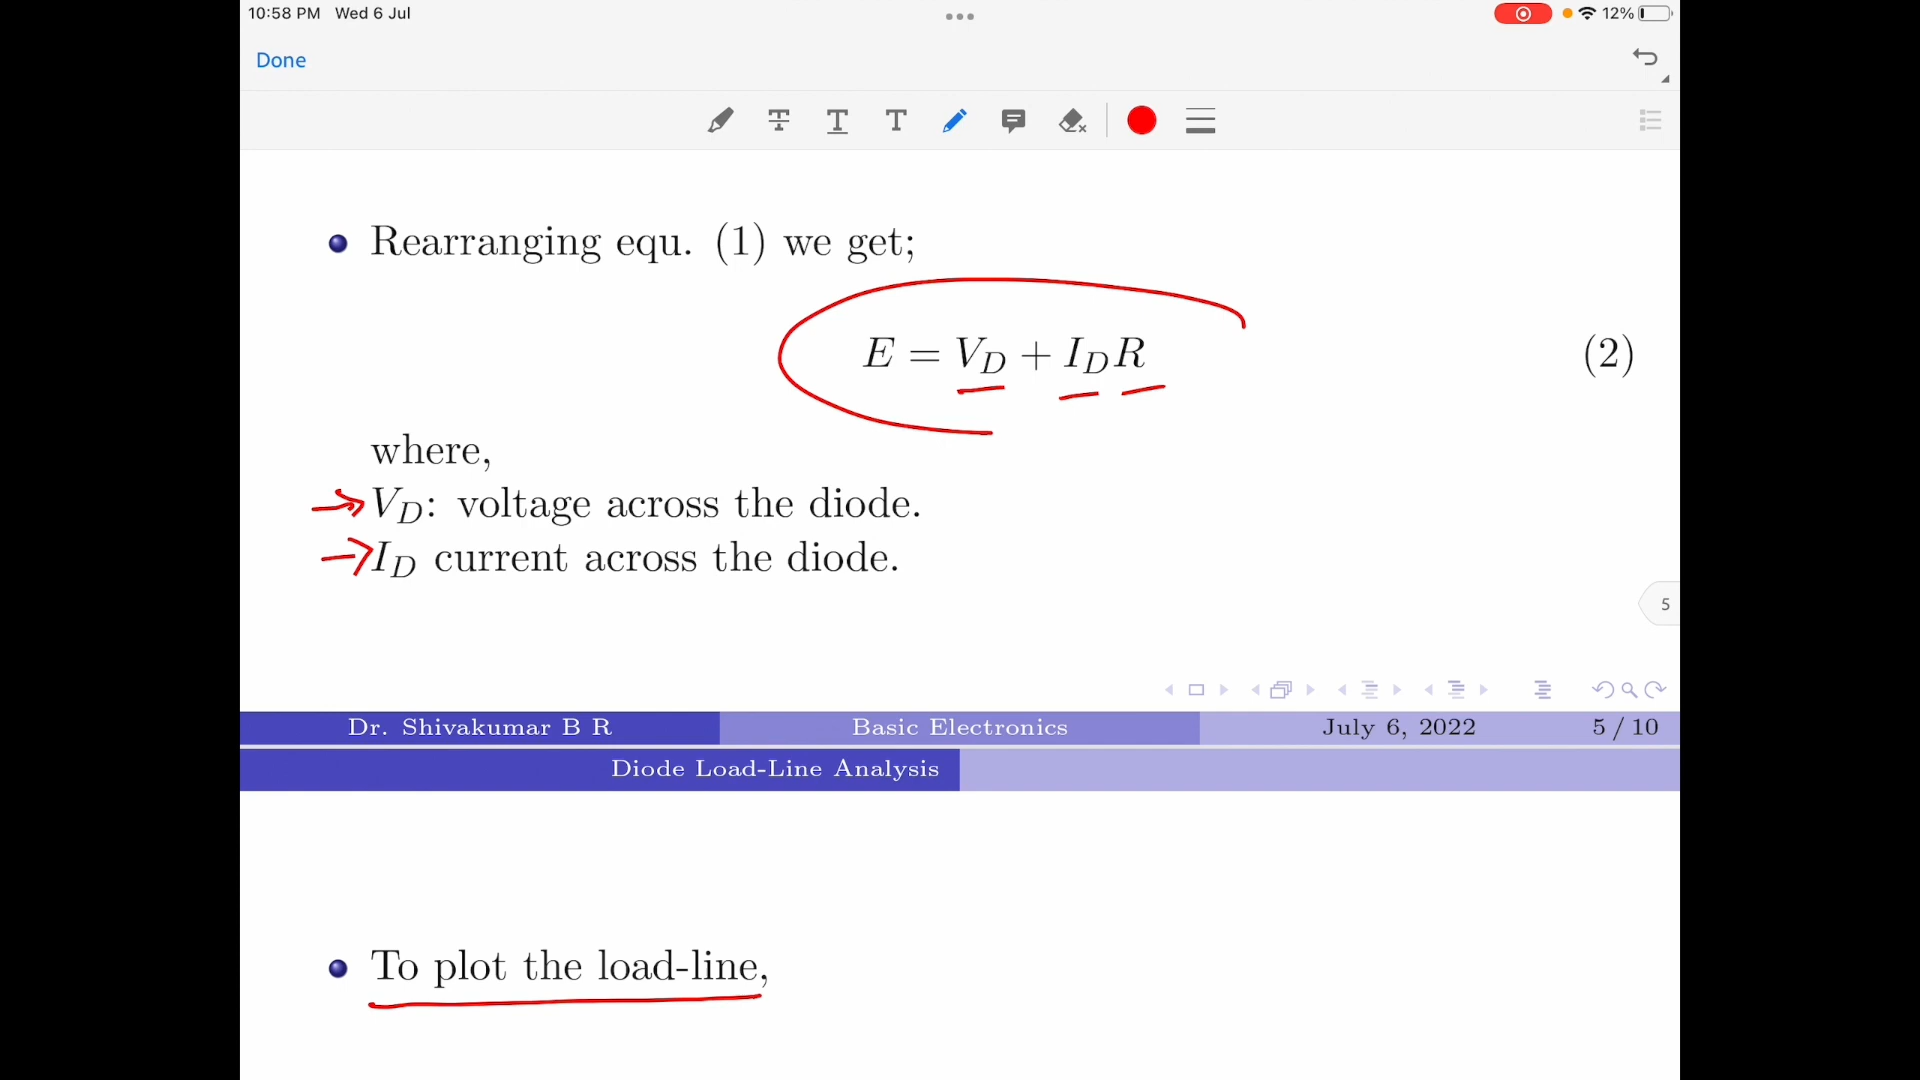 10:58 PM Wed 6 Jul
12%
Done
Rearranging equ. (1) we get;
E = V_D + I_D R (2)
where,
V_D: voltage across the diode.
I_D current across the diode.
5
Dr. Shivakumar B R Basic Electronics July 6, 2022 5 / 10
Diode Load-Line Analysis
To plot the load-line,